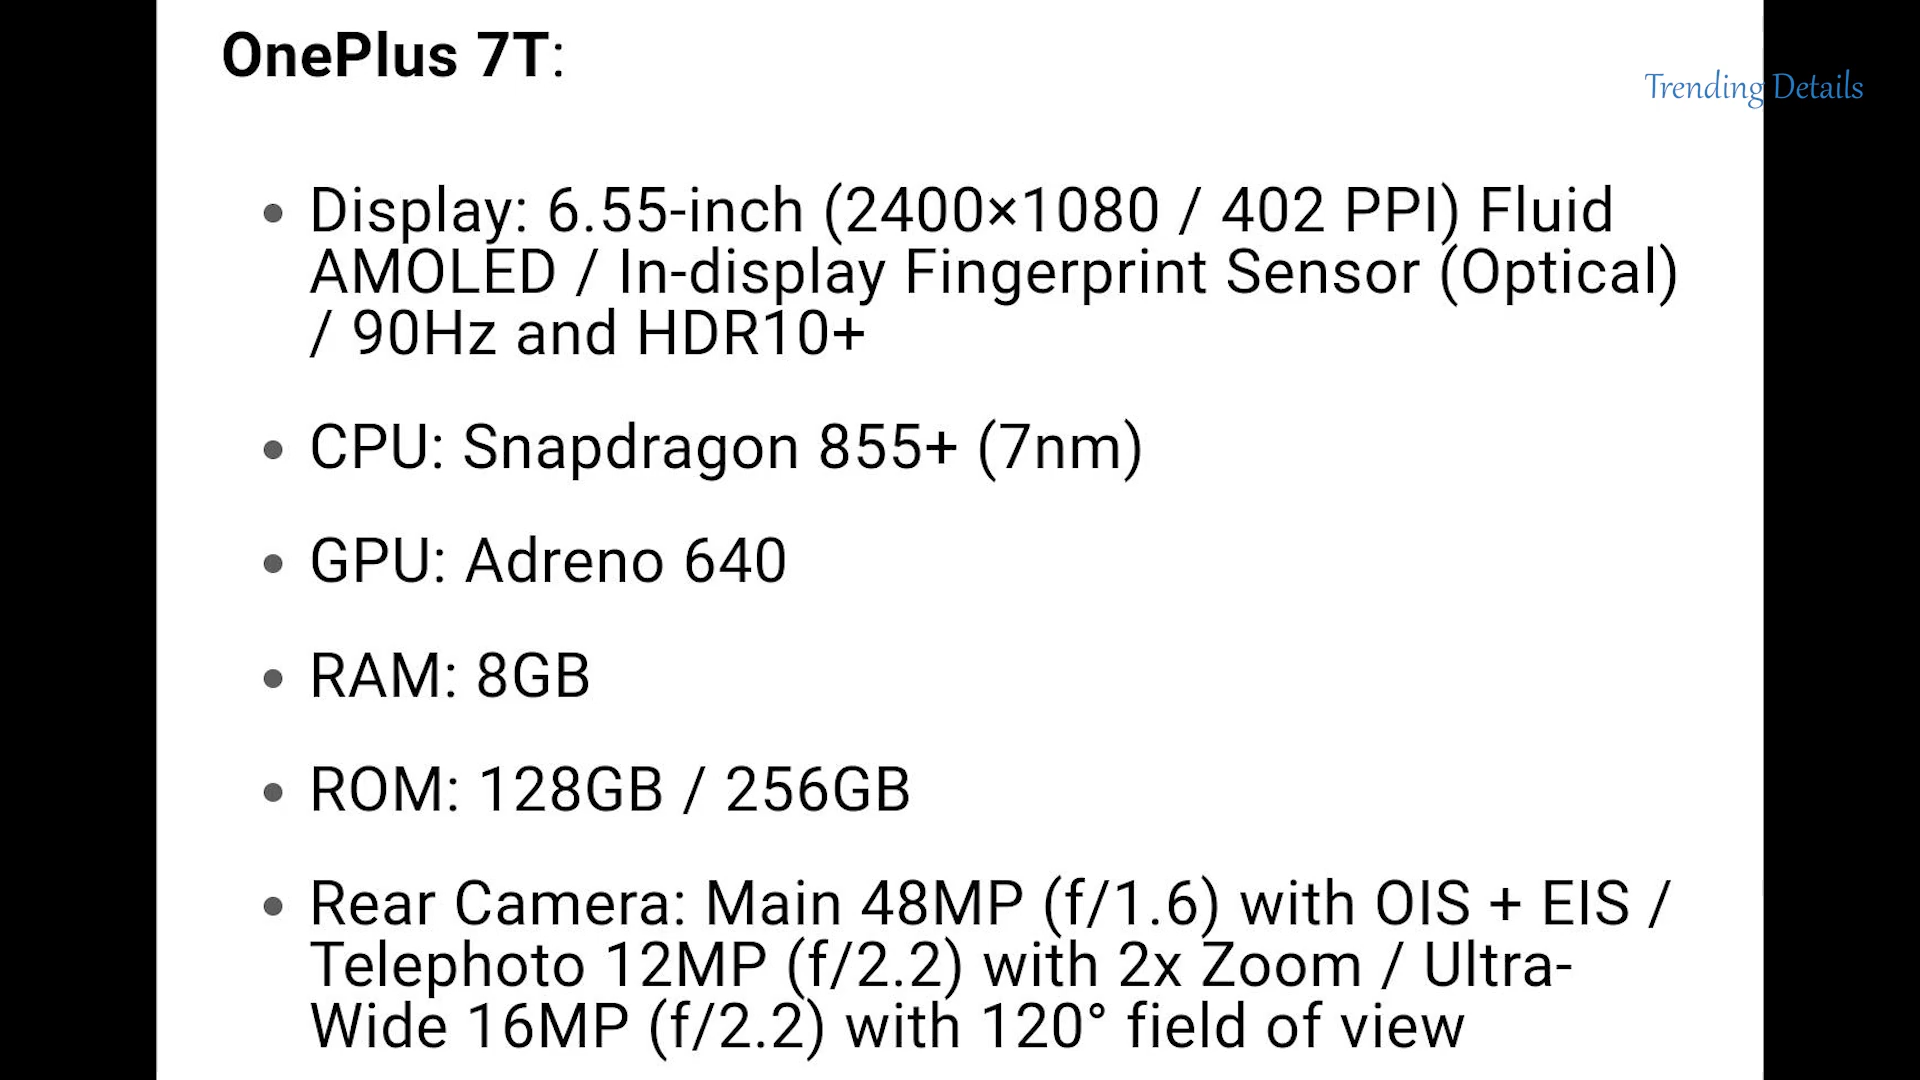 OnePlus 7T:
Trending Details
• Display: 6.55-inch (2400×1080 / 402 PPI) Fluid
AMOLED / In-display Fingerprint Sensor (Optical)
/ 90Hz and HDR10+
• CPU: Snapdragon 855+ (7nm)
• GPU: Adreno 640
• RAM: 8GB
• ROM: 128GB / 256GB
• Rear Camera: Main 48MP (f/1.6) with OIS + EIS /
Telephoto 12MP (f/2.2) with 2x Zoom / Ultra-
Wide 16MP (f/2.2) with 120° field of view